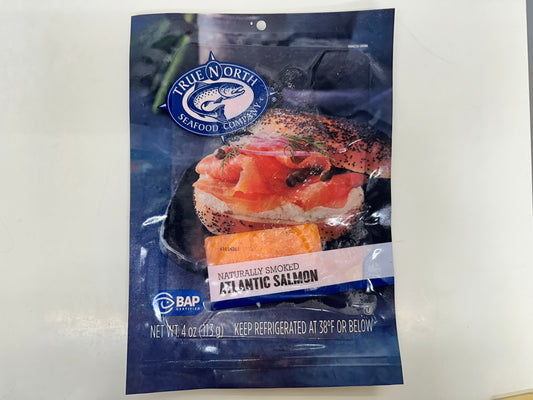 TRUE NORTH
SEAFOOD COMPANY
NATURALLY SMOKED
ATLANTIC SALMON
BAP
CERTIFIED
NET WT. 4 oz (113 g) KEEP REFRIGERATED AT 38°F OR BELOW